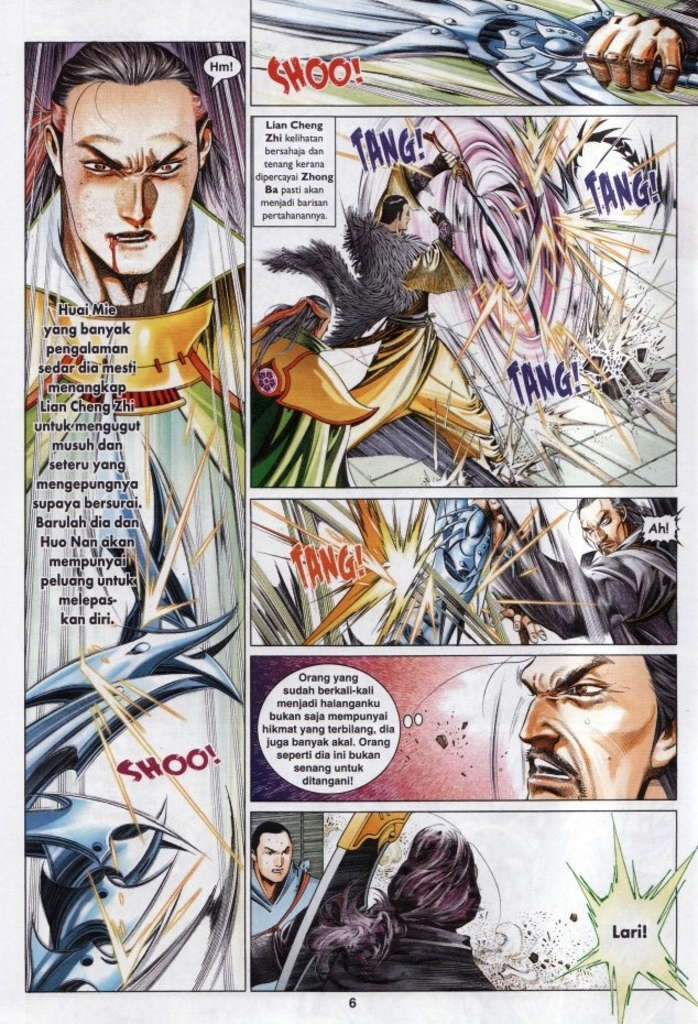 Hm!
Huai Mie
yang banyak
pengalaman
sedar dia mesti
menangkap
Lian Cheng Zhi
untuk mengugut
musuh dan
seteru yang
mengepungnya
supaya bersurai.
Barulah dia dan
Huo Nan akan
mempunyai
peluang untuk
melepas-
kan diri.
SHOO!
SHOO!
Lian Cheng
Zhi kelihatan
bersahaja dan
tenang kerana
dipercayai Zhong
Ba pasti akan
menjadi barisan
pertahanannya.
TANG!
TANG!
TANG!
TANG!
Ah!
Orang yang
sudah berkali-kali
menjadi halanganku
bukan saja mempunyai
hikmat yang terbilang, dia
juga banyak akal. Orang
seperti dia ini bukan
senang untuk
ditangani!
Lari!
6